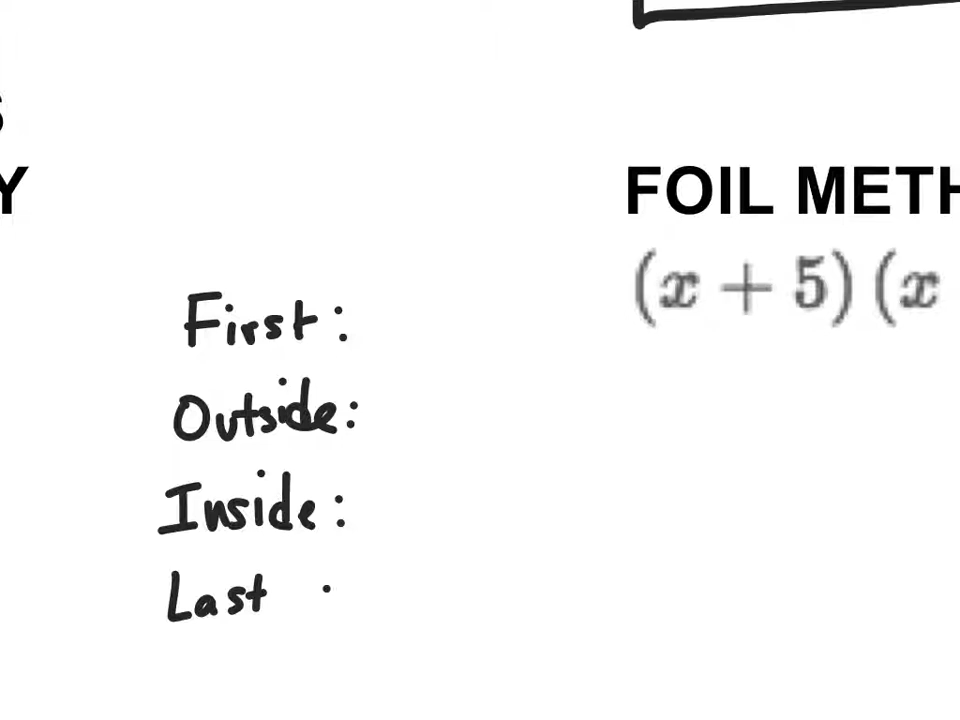 Y
FOIL METH
(x + 5) (x
First:
Outside:
Inside:
Last .